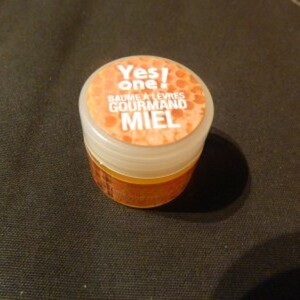 Yes
one!
BAUME À LÈVRES
GOURMAND
MIEL